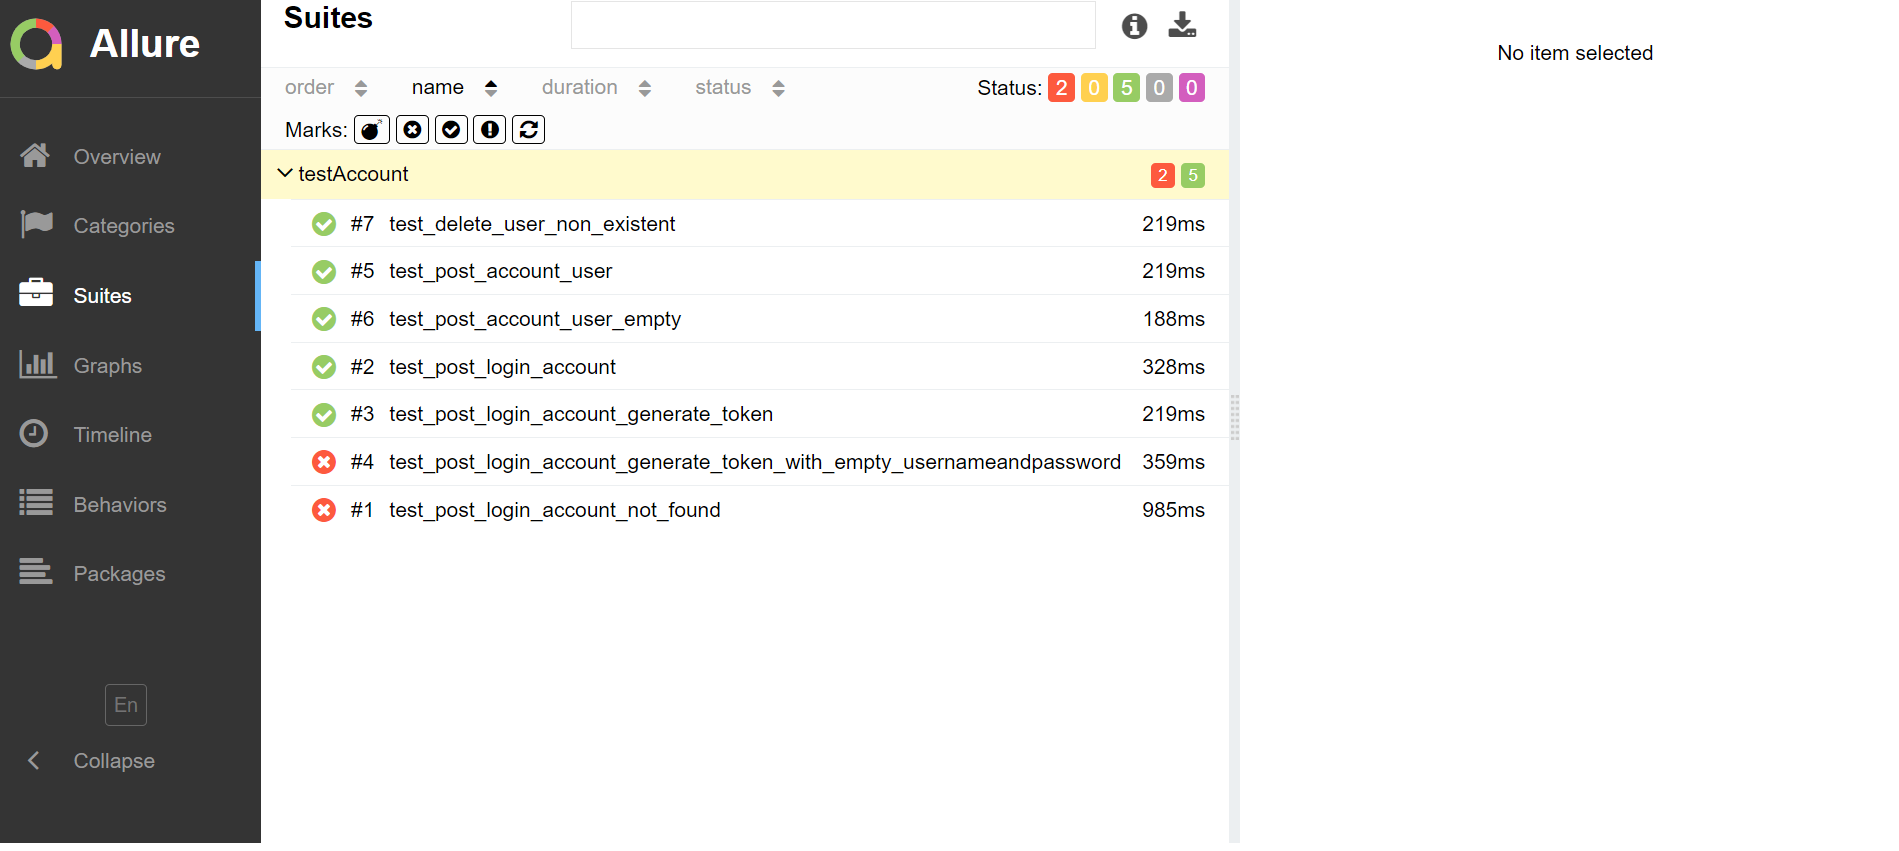 Allure
Overview
Categories
Suites
Graphs
Timeline
Behaviors
Packages
En
Collapse
Suites
order name duration status Status: 2 0 5 0 0
Marks:
testAccount 2 5
#7 test_delete_user_non_existent 219ms
#5 test_post_account_user 219ms
#6 test_post_account_user_empty 188ms
#2 test_post_login_account 328ms
#3 test_post_login_account_generate_token 219ms
#4 test_post_login_account_generate_token_with_empty_usernameandpassword 359ms
#1 test_post_login_account_not_found 985ms
No item selected